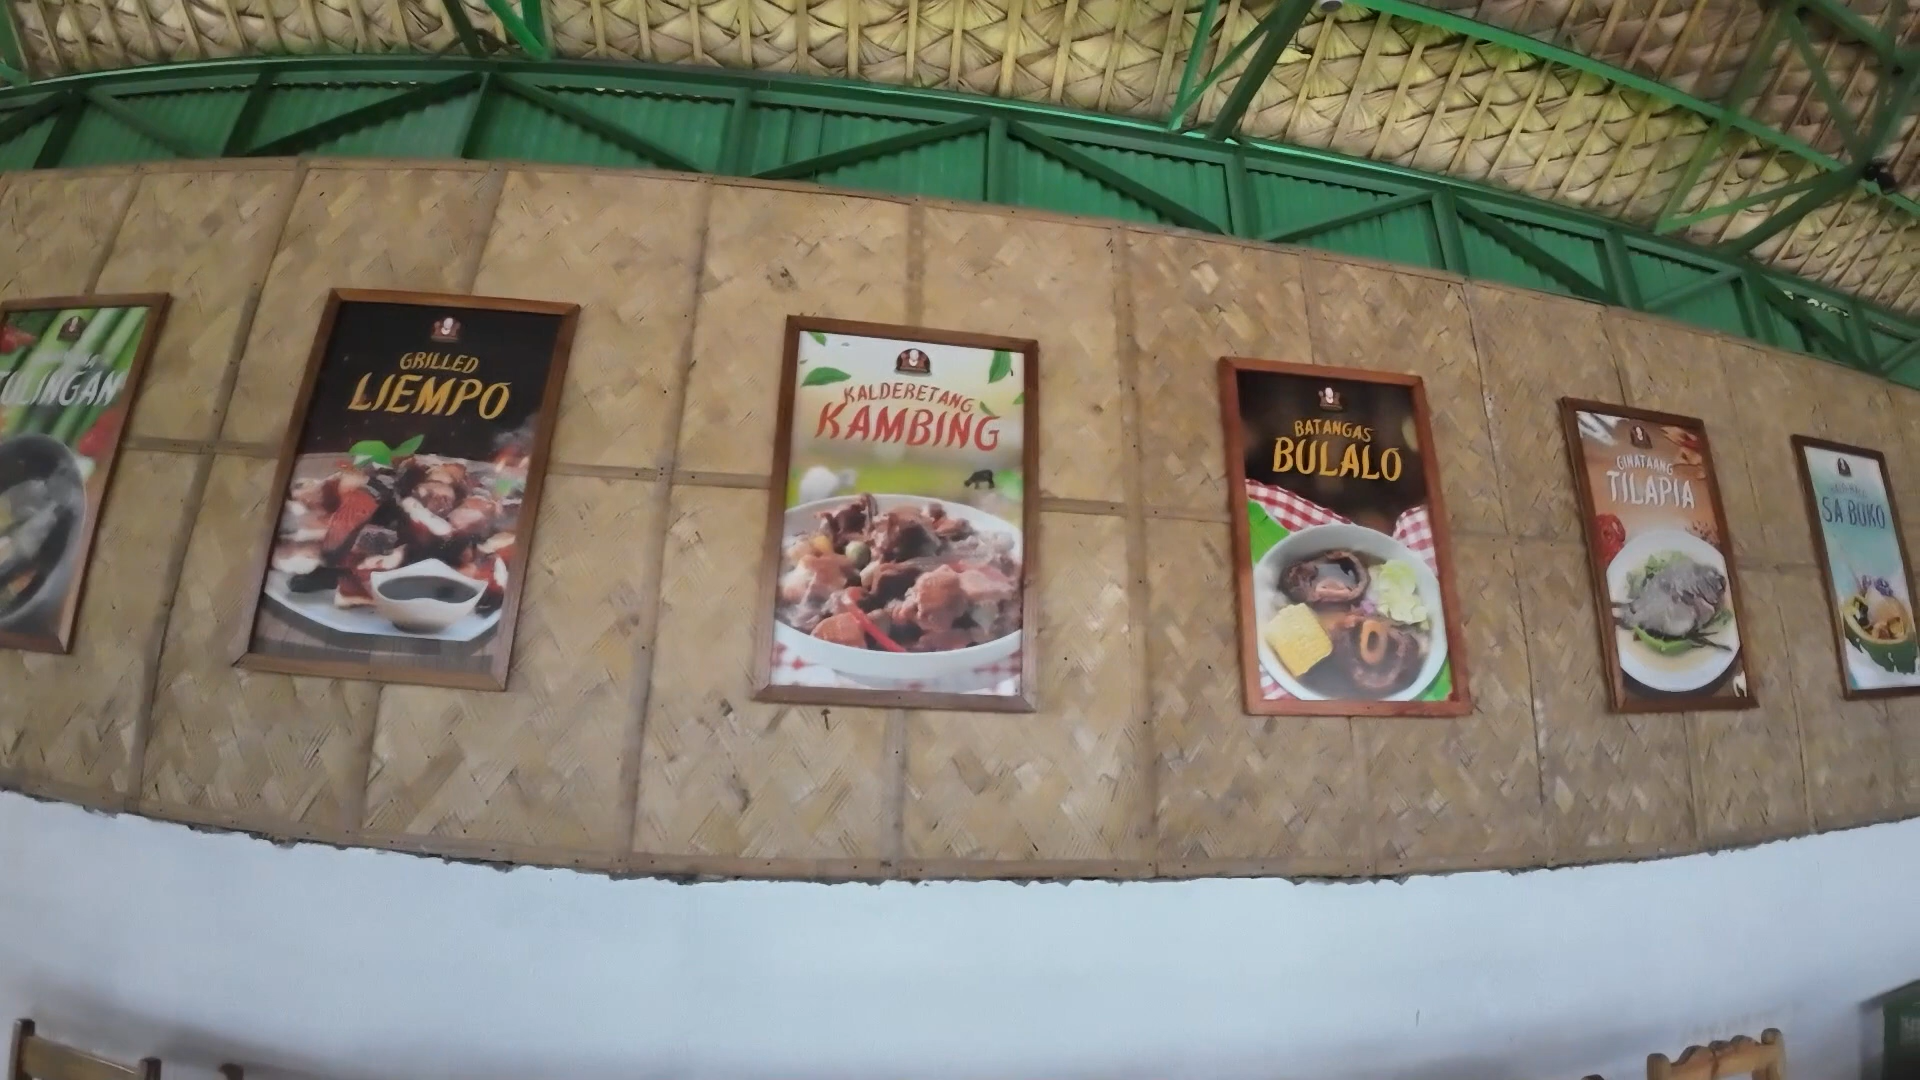 TULINGAN
GRILLED
LIEMPO
KALDERETANG
KAMBING
BATANGAS
BULALO
GINATAANG
TILAPIA
SA BUKO